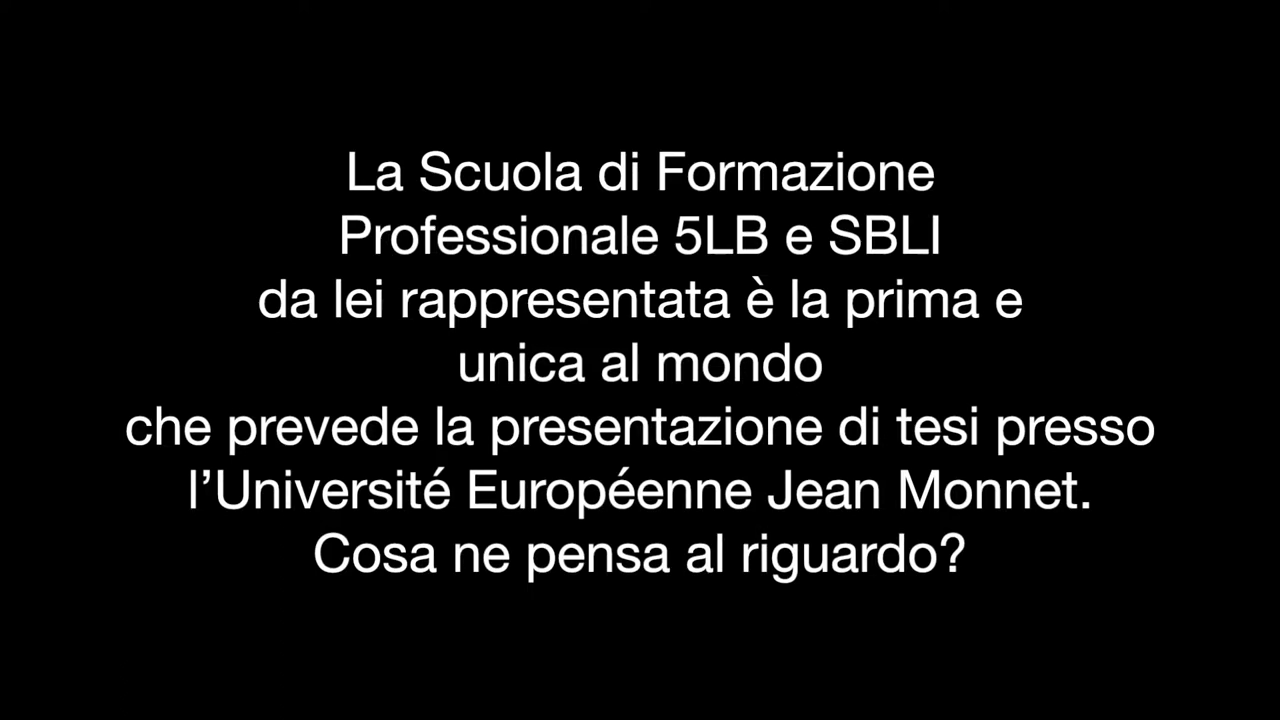 La Scuola di Formazione
Professionale 5LB e SBLI
da lei rappresentata è la prima e
unica al mondo
che prevede la presentazione di tesi presso
l’Université Européenne Jean Monnet.
Cosa ne pensa al riguardo?